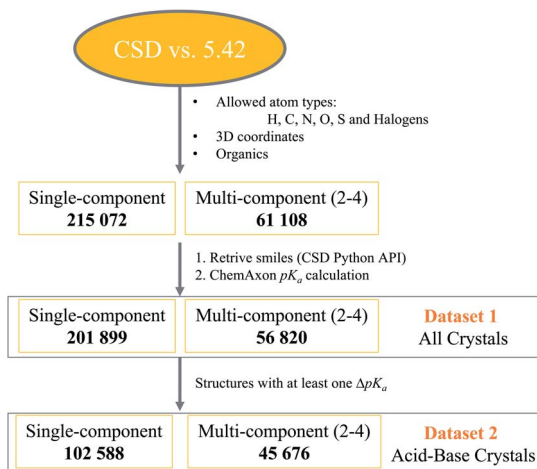 CSD vs. 5.42
• Allowed atom types:
H, C, N, O, S and Halogens
• 3D coordinates
• Organics
Single-component
215 072
Multi-component (2-4)
61 108
1. Retrive smiles (CSD Python API)
2. ChemAxon pKa calculation
Single-component
201 899
Multi-component (2-4)
56 820
Dataset 1
All Crystals
Structures with at least one ΔpKa
Single-component
102 588
Multi-component (2-4)
45 676
Dataset 2
Acid-Base Crystals